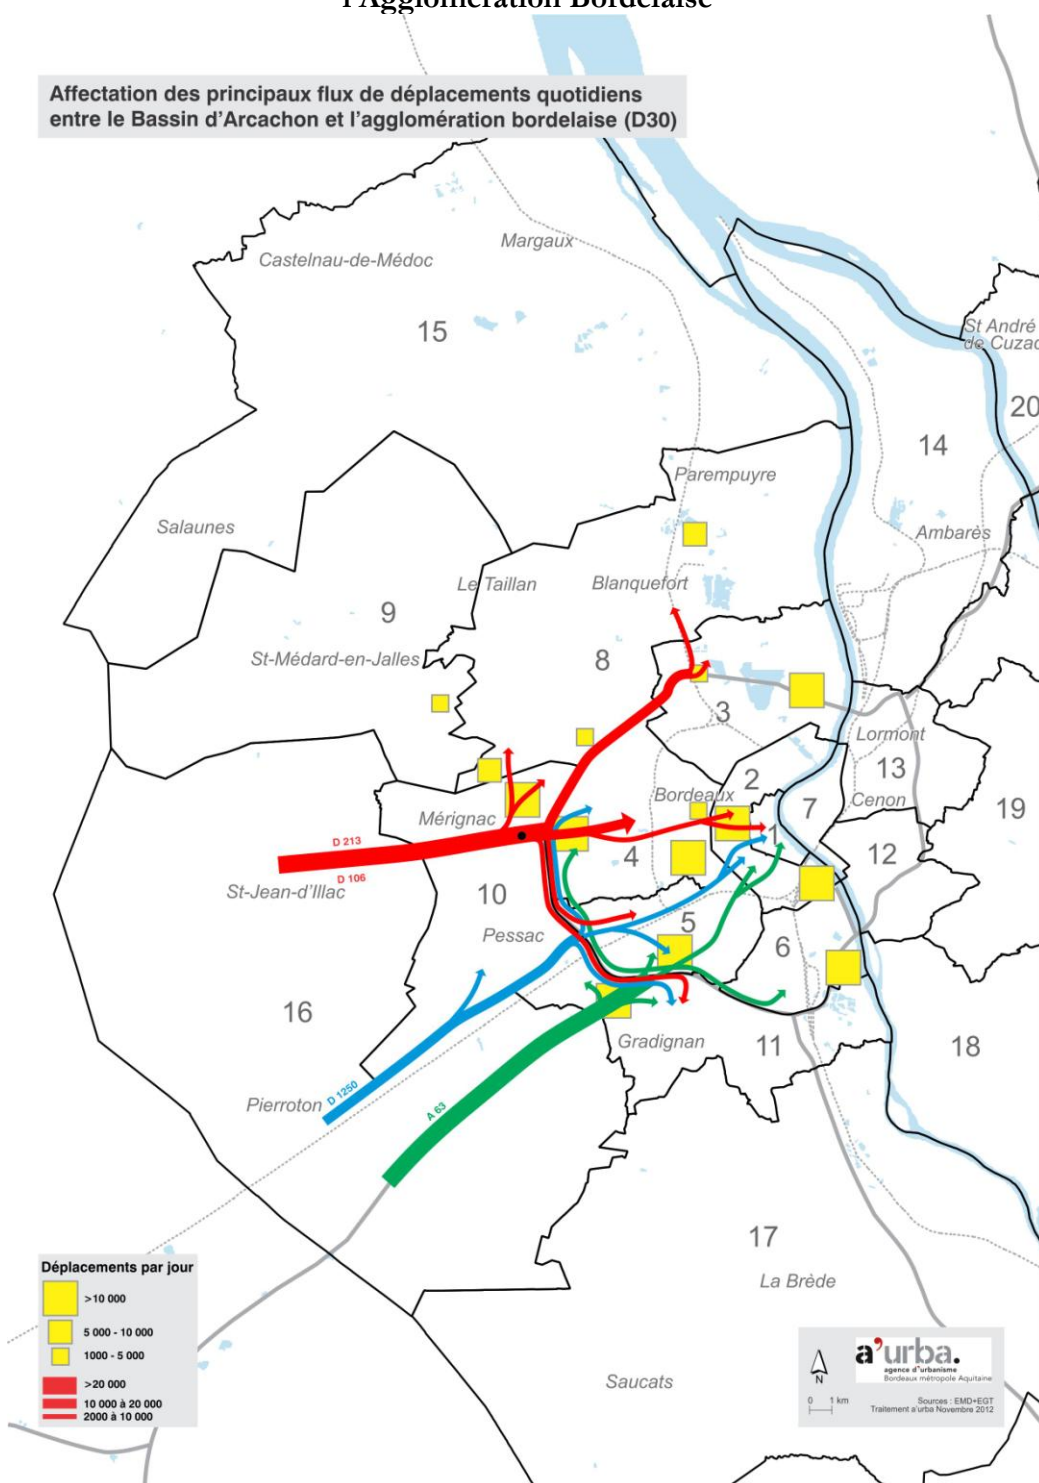 l'Agglomération Bordelaise
Affectation des principaux flux de déplacements quotidiens
entre le Bassin d'Arcachon et l'agglomération bordelaise (D30)
Margaux
Castelnau-de-Médoc
15
St André
de Cuzac
20
14
Parempuyre
Salaunes
Ambarès
Le Taillan
Blanquefort
9
8
St-Médard-en-Jalles
3
Lormont
13
2
Bordeaux
7
Cenon
19
Mérignac
1
D 213
4
12
D 106
St-Jean-d'Illac
10
5
Pessac
6
16
Gradignan
11
18
D 1250
Pierroton
A 63
17
La Brède
Saucats
Déplacements par jour
>10 000
5 000 - 10 000
1000 - 5 000
>20 000
10 000 à 20 000
2000 à 10 000
a'urba.
agence d'urbanisme
Bordeaux métropole Aquitaine
N
0 1 km
Sources : EMD+EGT
Traitement a'urba Novembre 2012